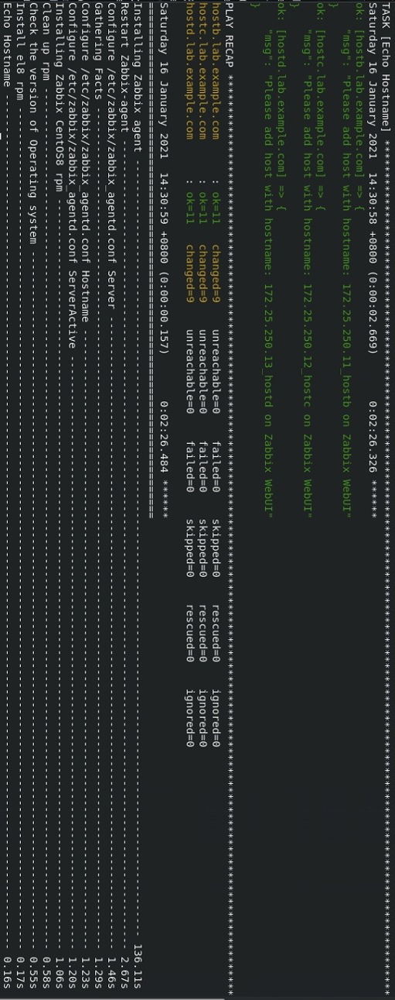 TASK [Echo Hostname] ******************************************************************************************
Saturday 16 January 2021  14:30:58 +0800 (0:00:02.669)       0:02:26.326 ******
ok: [hostb.lab.example.com] => {
    "msg": "Please add host with hostname: 172.25.250.11_hostb on Zabbix WebUI"
}
ok: [hostc.lab.example.com] => {
    "msg": "Please add host with hostname: 172.25.250.12_hostc on Zabbix WebUI"
}
ok: [hostd.lab.example.com] => {
    "msg": "Please add host with hostname: 172.25.250.13_hostd on Zabbix WebUI"
}
PLAY RECAP ******************************************************************************************
hostb.lab.example.com      : ok=11   changed=9    unreachable=0    failed=0    skipped=0    rescued=0    ignored=0
hostc.lab.example.com      : ok=11   changed=9    unreachable=0    failed=0    skipped=0    rescued=0    ignored=0
hostd.lab.example.com      : ok=11   changed=9    unreachable=0    failed=0    skipped=0    rescued=0    ignored=0
Saturday 16 January 2021  14:30:59 +0800 (0:00:00.157)       0:02:26.484 ******
===============================================================================
Installing Zabbix agent ------------------------------------------------------------ 136.11s
Restart Zabbix-agent ------------------------------------------------------------ 2.67s
Configure /etc/zabbix/zabbix_agentd.conf Server ------------------------------------------------------------ 1.46s
Gathering Facts ------------------------------------------------------------ 1.29s
Configure /etc/zabbix/zabbix_agentd.conf Hostname ------------------------------------------------------------ 1.23s
Configure /etc/zabbix/zabbix_agentd.conf ServerActive ------------------------------------------------------------ 1.20s
Installing Zabbix CentOS8 rpm ------------------------------------------------------------ 1.06s
Clean up rpm ------------------------------------------------------------ 0.58s
Check the version of Operating system ------------------------------------------------------------ 0.55s
Install el8 rpm ------------------------------------------------------------ 0.17s
Echo Hostname ------------------------------------------------------------ 0.16s